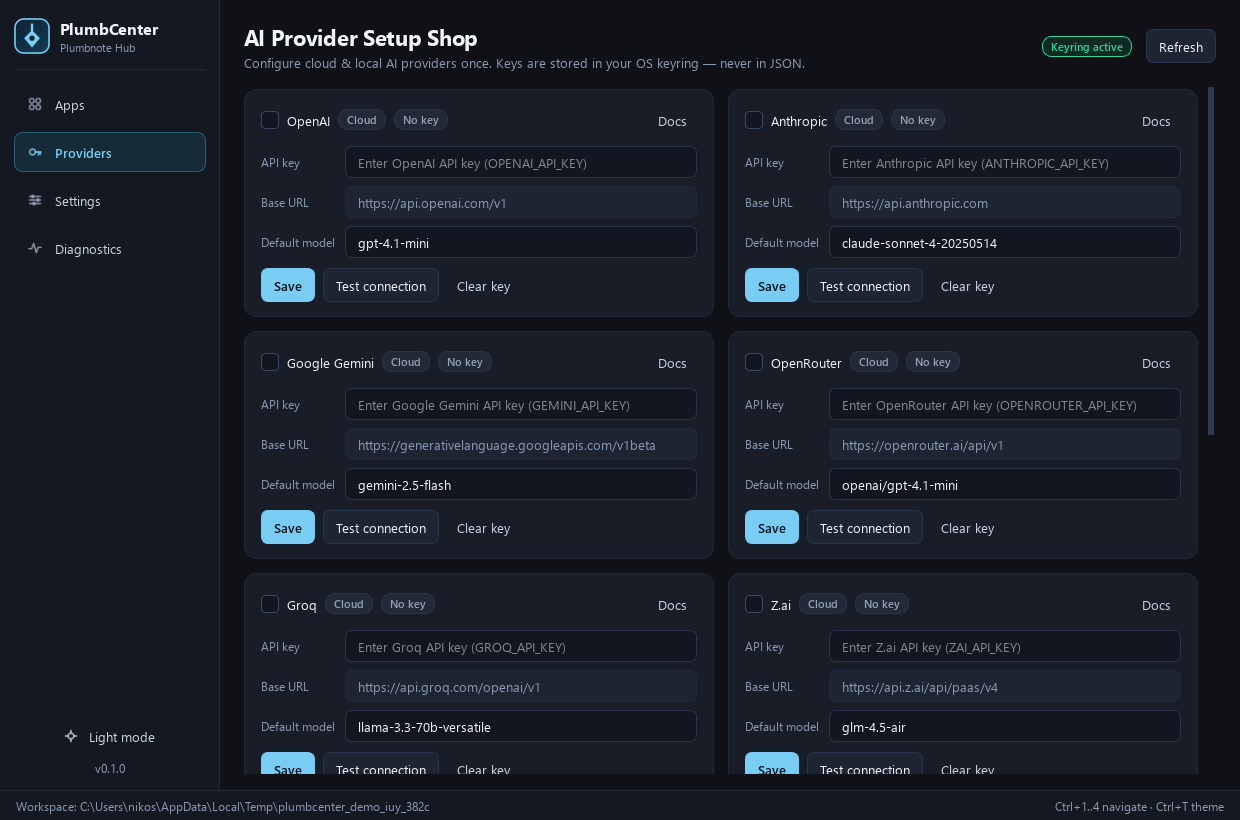 PlumbCenter
Plumbnote Hub
Apps
Providers
Settings
Diagnostics
Light mode
v0.1.0
AI Provider Setup Shop
Configure cloud & local AI providers once. Keys are stored in your OS keyring — never in JSON.
Keyring active
Refresh
OpenAI Cloud No key Docs
API key Enter OpenAI API key (OPENAI_API_KEY)
Base URL https://api.openai.com/v1
Default model gpt-4.1-mini
Save Test connection Clear key
Anthropic Cloud No key Docs
API key Enter Anthropic API key (ANTHROPIC_API_KEY)
Base URL https://api.anthropic.com
Default model claude-sonnet-4-20250514
Save Test connection Clear key
Google Gemini Cloud No key Docs
API key Enter Google Gemini API key (GEMINI_API_KEY)
Base URL https://generativelanguage.googleapis.com/v1beta
Default model gemini-2.5-flash
Save Test connection Clear key
OpenRouter Cloud No key Docs
API key Enter OpenRouter API key (OPENROUTER_API_KEY)
Base URL https://openrouter.ai/api/v1
Default model openai/gpt-4.1-mini
Save Test connection Clear key
Groq Cloud No key Docs
API key Enter Groq API key (GROQ_API_KEY)
Base URL https://api.groq.com/openai/v1
Default model llama-3.3-70b-versatile
Save Test connection Clear key
Z.ai Cloud No key Docs
API key Enter Z.ai API key (ZAI_API_KEY)
Base URL https://api.z.ai/api/paas/v4
Default model glm-4.5-air
Save Test connection Clear key
Workspace: C:\Users\nikos\AppData\Local\Temp\plumbcenter_demo_iuy_382c
Ctrl+1..4 navigate · Ctrl+T theme